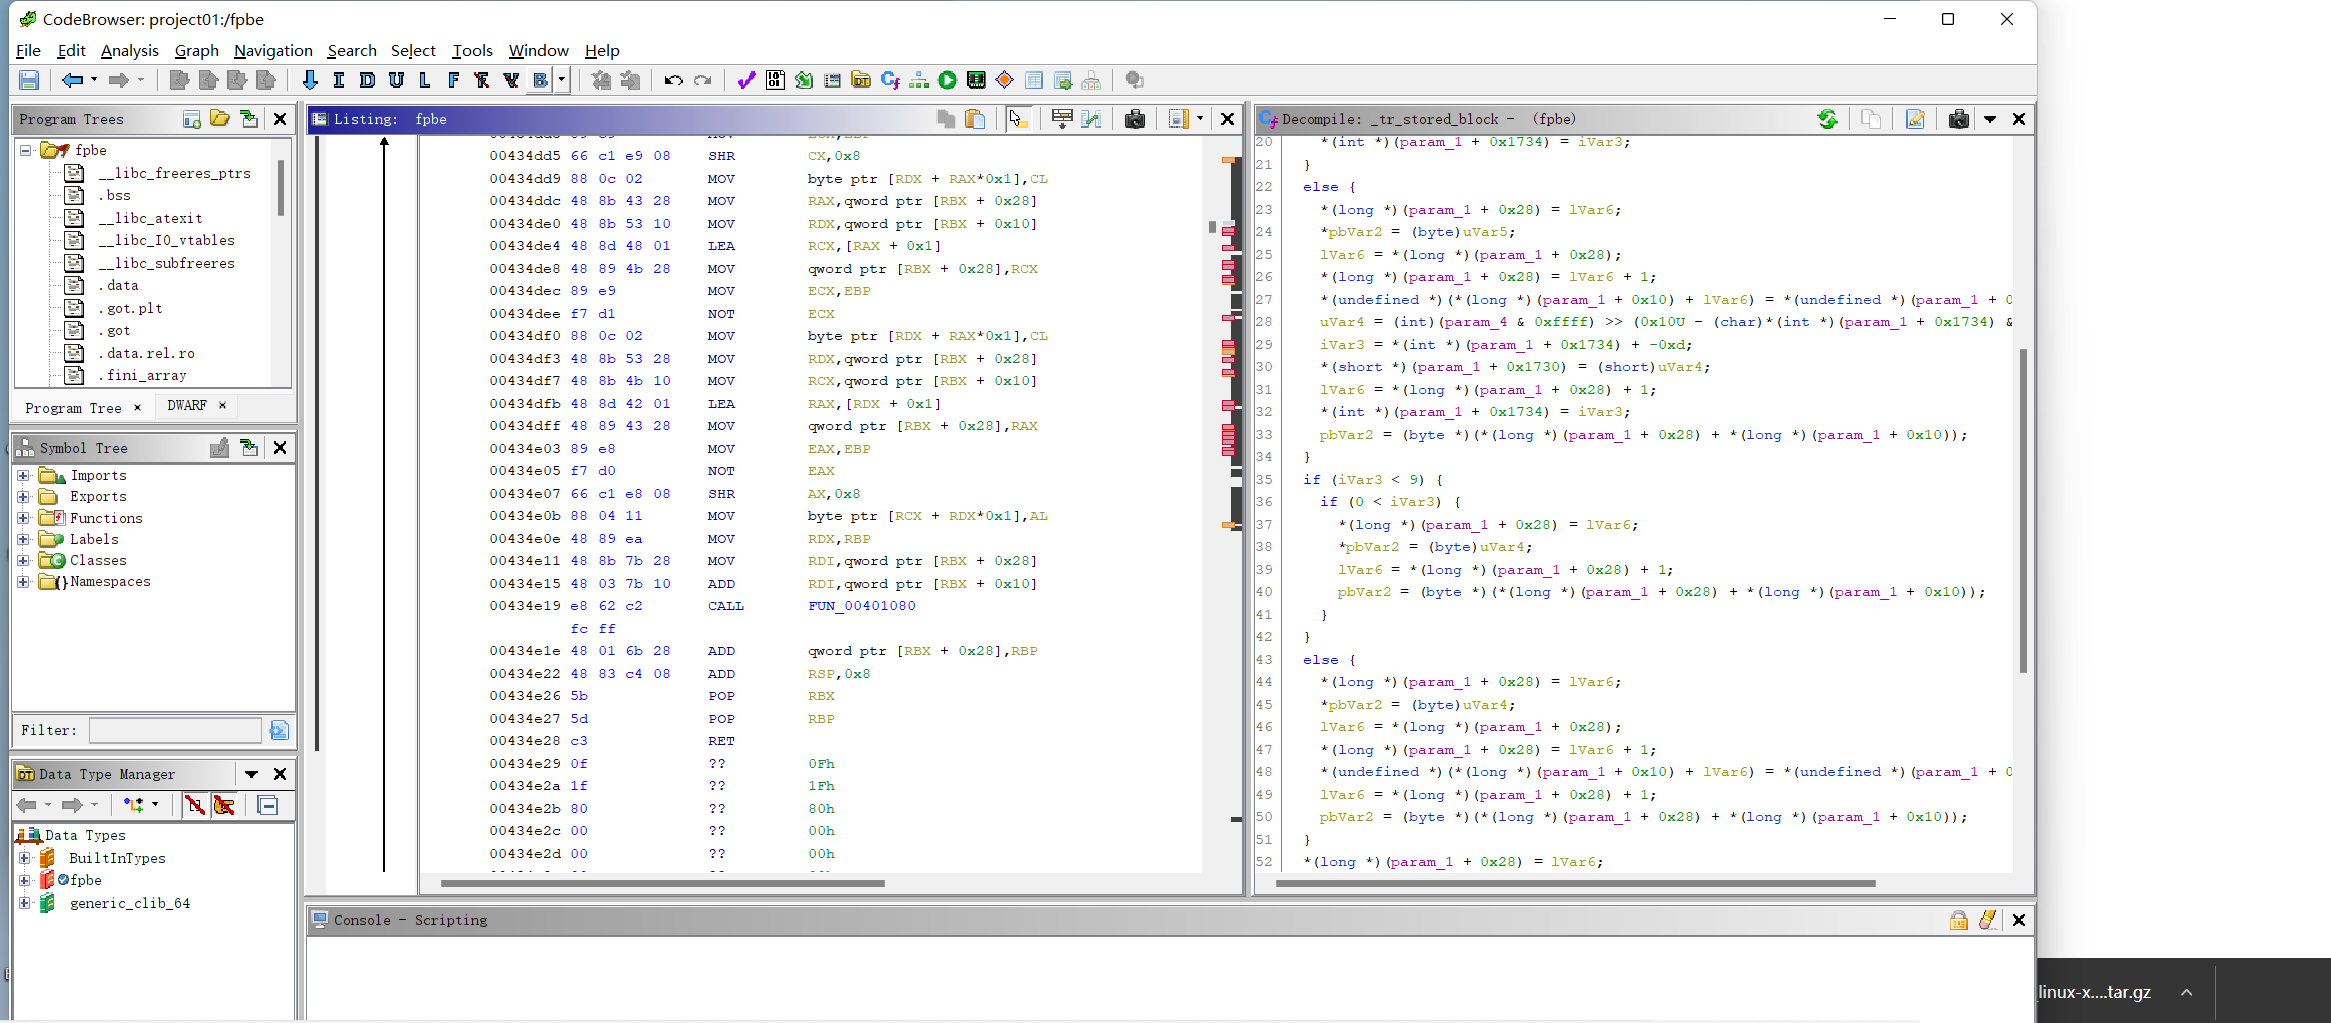 CodeBrowser: project01:/fpbe
File Edit Analysis Graph Navigation Search Select Tools Window Help
I D U L F B
Program Trees
fpbe
__libc_freeres_ptrs
.bss
__libc_atexit
__libc_IO_vtables
__libc_subfreeres
.data
.got.plt
.got
.data.rel.ro
.fini_array
Program Tree × DWARF ×
Symbol Tree
Imports
Exports
Functions
Labels
Classes
Namespaces
Filter:
Data Type Manager
Data Types
BuiltInTypes
fpbe
generic_clib_64
Listing: fpbe
00434dd5 66 c1 e9 08 SHR CX,0x8
00434dd9 88 0c 02 MOV byte ptr [RDX + RAX*0x1],CL
00434ddc 48 8b 43 28 MOV RAX,qword ptr [RBX + 0x28]
00434de0 48 8b 53 10 MOV RDX,qword ptr [RBX + 0x10]
00434de4 48 8d 48 01 LEA RCX,[RAX + 0x1]
00434de8 48 89 4b 28 MOV qword ptr [RBX + 0x28],RCX
00434dec 89 e9 MOV ECX,EBP
00434dee f7 d1 NOT ECX
00434df0 88 0c 02 MOV byte ptr [RDX + RAX*0x1],CL
00434df3 48 8b 53 28 MOV RDX,qword ptr [RBX + 0x28]
00434df7 48 8b 4b 10 MOV RCX,qword ptr [RBX + 0x10]
00434dfb 48 8d 42 01 LEA RAX,[RDX + 0x1]
00434dff 48 89 43 28 MOV qword ptr [RBX + 0x28],RAX
00434e03 89 e8 MOV EAX,EBP
00434e05 f7 d0 NOT EAX
00434e07 66 c1 e8 08 SHR AX,0x8
00434e0b 88 04 11 MOV byte ptr [RCX + RDX*0x1],AL
00434e0e 48 89 ea MOV RDX,RBP
00434e11 48 8b 7b 28 MOV RDI,qword ptr [RBX + 0x28]
00434e15 48 03 7b 10 ADD RDI,qword ptr [RBX + 0x10]
00434e19 e8 62 c2 CALL FUN_00401080
fc ff
00434e1e 48 01 6b 28 ADD qword ptr [RBX + 0x28],RBP
00434e22 48 83 c4 08 ADD RSP,0x8
00434e26 5b POP RBX
00434e27 5d POP RBP
00434e28 c3 RET
00434e29 0f ?? 0Fh
00434e2a 1f ?? 1Fh
00434e2b 80 ?? 80h
00434e2c 00 ?? 00h
00434e2d 00 ?? 00h
Decompile: _tr_stored_block - (fpbe)
20 *(int *)(param_1 + 0x1734) = iVar3;
21 }
22 else {
23 *(long *)(param_1 + 0x28) = lVar6;
24 *pbVar2 = (byte)uVar5;
25 lVar6 = *(long *)(param_1 + 0x28);
26 *(long *)(param_1 + 0x28) = lVar6 + 1;
27 *(undefined *)(*(long *)(param_1 + 0x10) + lVar6) = *(undefined *)(param_1 + 0
28 uVar4 = (int)(param_4 & 0xffff) >> (0x10U - (char)*(int *)(param_1 + 0x1734) &
29 iVar3 = *(int *)(param_1 + 0x1734) + -0xd;
30 *(short *)(param_1 + 0x1730) = (short)uVar4;
31 lVar6 = *(long *)(param_1 + 0x28) + 1;
32 *(int *)(param_1 + 0x1734) = iVar3;
33 pbVar2 = (byte *)(*(long *)(param_1 + 0x28) + *(long *)(param_1 + 0x10));
34 }
35 if (iVar3 < 9) {
36 if (0 < iVar3) {
37 *(long *)(param_1 + 0x28) = lVar6;
38 *pbVar2 = (byte)uVar4;
39 lVar6 = *(long *)(param_1 + 0x28) + 1;
40 pbVar2 = (byte *)(*(long *)(param_1 + 0x28) + *(long *)(param_1 + 0x10));
41 }
42 }
43 else {
44 *(long *)(param_1 + 0x28) = lVar6;
45 *pbVar2 = (byte)uVar4;
46 lVar6 = *(long *)(param_1 + 0x28);
47 *(long *)(param_1 + 0x28) = lVar6 + 1;
48 *(undefined *)(*(long *)(param_1 + 0x10) + lVar6) = *(undefined *)(param_1 + 0
49 lVar6 = *(long *)(param_1 + 0x28) + 1;
50 pbVar2 = (byte *)(*(long *)(param_1 + 0x28) + *(long *)(param_1 + 0x10));
51 }
52 *(long *)(param_1 + 0x28) = lVar6;
Console - Scripting
linux-x....tar.gz